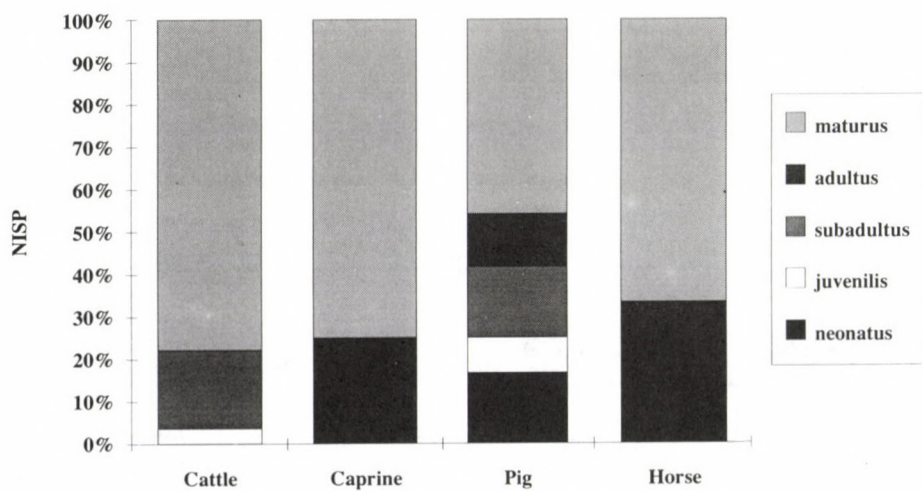 100%
90%
80%
70%
60%
50%
40%
30%
20%
10%
0%
NISP
Cattle Caprine Pig Horse
maturus
adultus
subadultus
juvenilis
neonatus